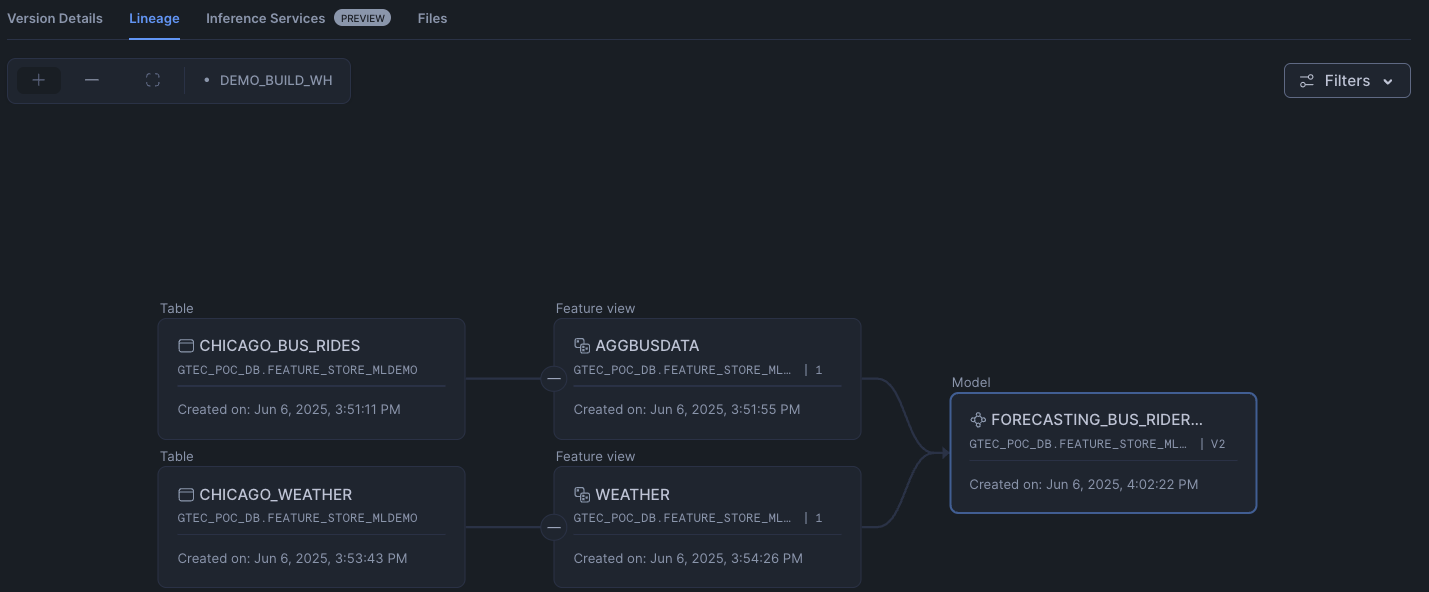 Version Details Lineage Inference Services PREVIEW Files
DEMO_BUILD_WH Filters
Table
CHICAGO_BUS_RIDES
GTEC_POC_DB.FEATURE_STORE_MLDEMO
Created on: Jun 6, 2025, 3:51:11 PM
Feature view
AGGBUSDATA
GTEC_POC_DB.FEATURE_STORE_ML… | 1
Created on: Jun 6, 2025, 3:51:55 PM
Table
CHICAGO_WEATHER
GTEC_POC_DB.FEATURE_STORE_MLDEMO
Created on: Jun 6, 2025, 3:53:43 PM
Feature view
WEATHER
GTEC_POC_DB.FEATURE_STORE_ML… | 1
Created on: Jun 6, 2025, 3:54:26 PM
Model
FORECASTING_BUS_RIDER…
GTEC_POC_DB.FEATURE_STORE_ML… | V2
Created on: Jun 6, 2025, 4:02:22 PM